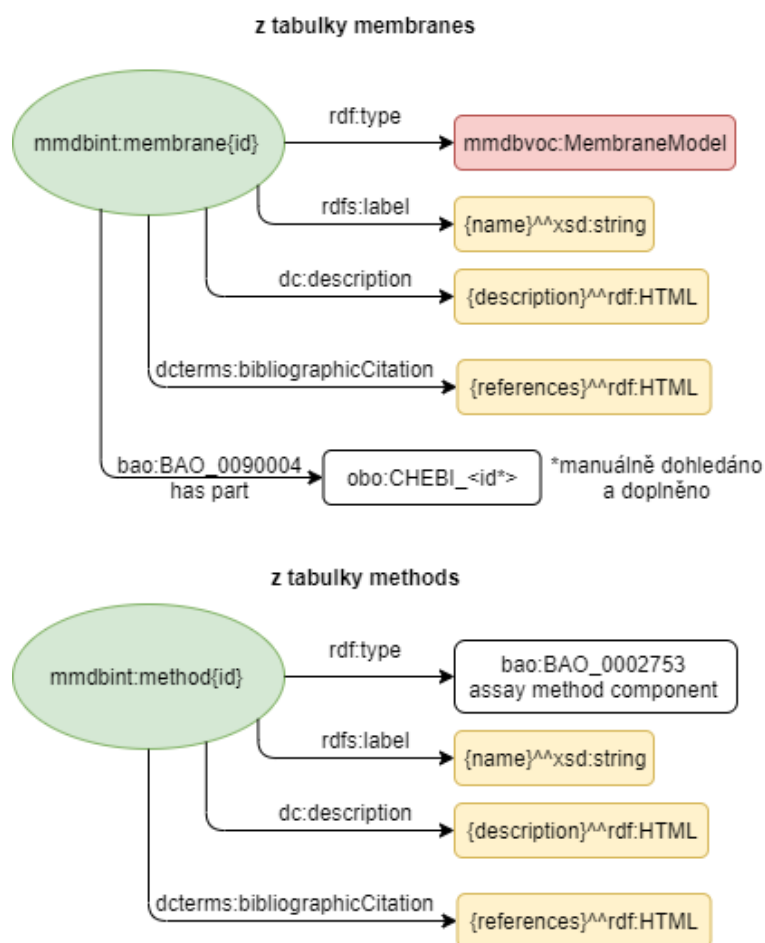 z tabulky membranes
mmdbint:membrane{id}
rdf:type
mmdbvoc:MembraneModel
rdfs:label
{name}^^xsd:string
dc:description
{description}^^rdf:HTML
dcterms:bibliographicCitation
{references}^^rdf:HTML
bao:BAO_0090004
has part
obo:CHEBI_<id*>
*manuálně dohledáno
a doplněno
z tabulky methods
mmdbint:method{id}
rdf:type
bao:BAO_0002753
assay method component
rdfs:label
{name}^^xsd:string
dc:description
{description}^^rdf:HTML
dcterms:bibliographicCitation
{references}^^rdf:HTML